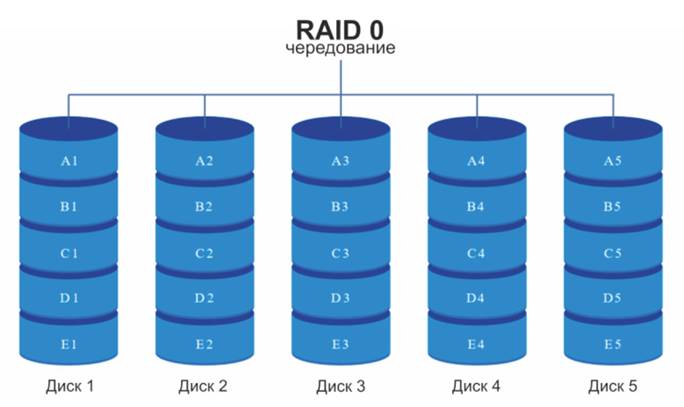 RAID 0
чередование
A1 A2 A3 A4 A5
B1 B2 B3 B4 B5
C1 C2 C3 C4 C5
D1 D2 D3 D4 D5
E1 E2 E3 E4 E5
Диск 1 Диск 2 Диск 3 Диск 4 Диск 5